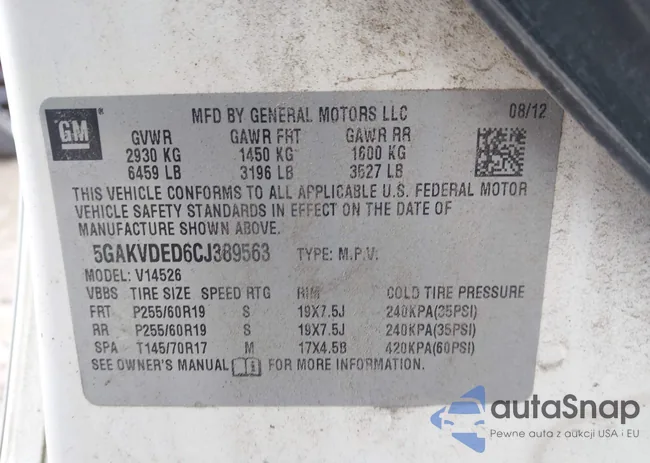 GM
MFD BY GENERAL MOTORS LLC 08/12
GVWR GAWR FRT GAWR RR
2930 KG 1450 KG 1600 KG
6459 LB 3196 LB 3527 LB
THIS VEHICLE CONFORMS TO ALL APPLICABLE U.S. FEDERAL MOTOR
VEHICLE SAFETY STANDARDS IN EFFECT ON THE DATE OF
MANUFACTURE SHOWN ABOVE.
5GAKVDED6CJ389563 TYPE: M.P.V.
MODEL: V14526
VBBS TIRE SIZE SPEED RTG RIM COLD TIRE PRESSURE
FRT P255/60R19 S 19X7.5J 240KPA(35PSI)
RR P255/60R19 S 19X7.5J 240KPA(35PSI)
SPA T145/70R17 M 17X4.5B 420KPA(60PSI)
SEE OWNER'S MANUAL FOR MORE INFORMATION.
autaSnap
Pewne auta z aukcji USA i EU